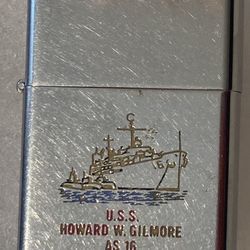 U.S.S.
HOWARD W. GILMORE
AS 16